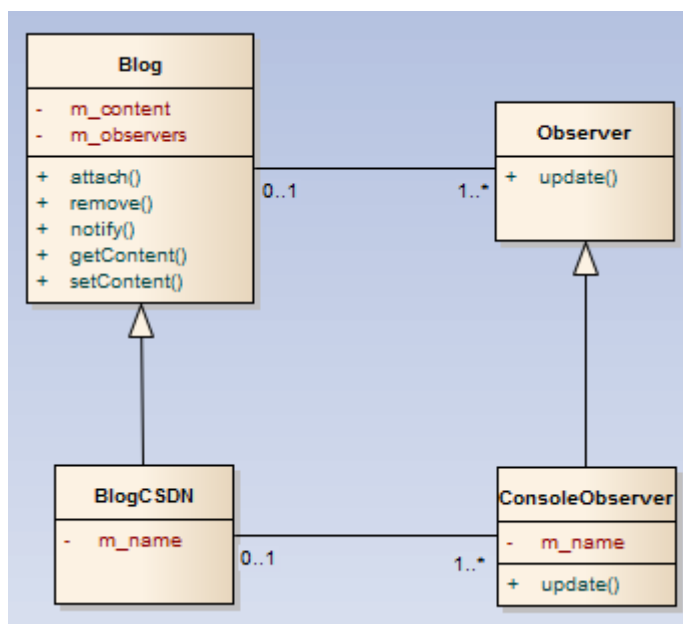 Blog
- m_content
- m_observers
+ attach()
+ remove()
+ notify()
+ getContent()
+ setContent()
0..1
1..*
Observer
+ update()
BlogCSDN
- m_name
0..1
1..*
ConsoleObserver
- m_name
+ update()